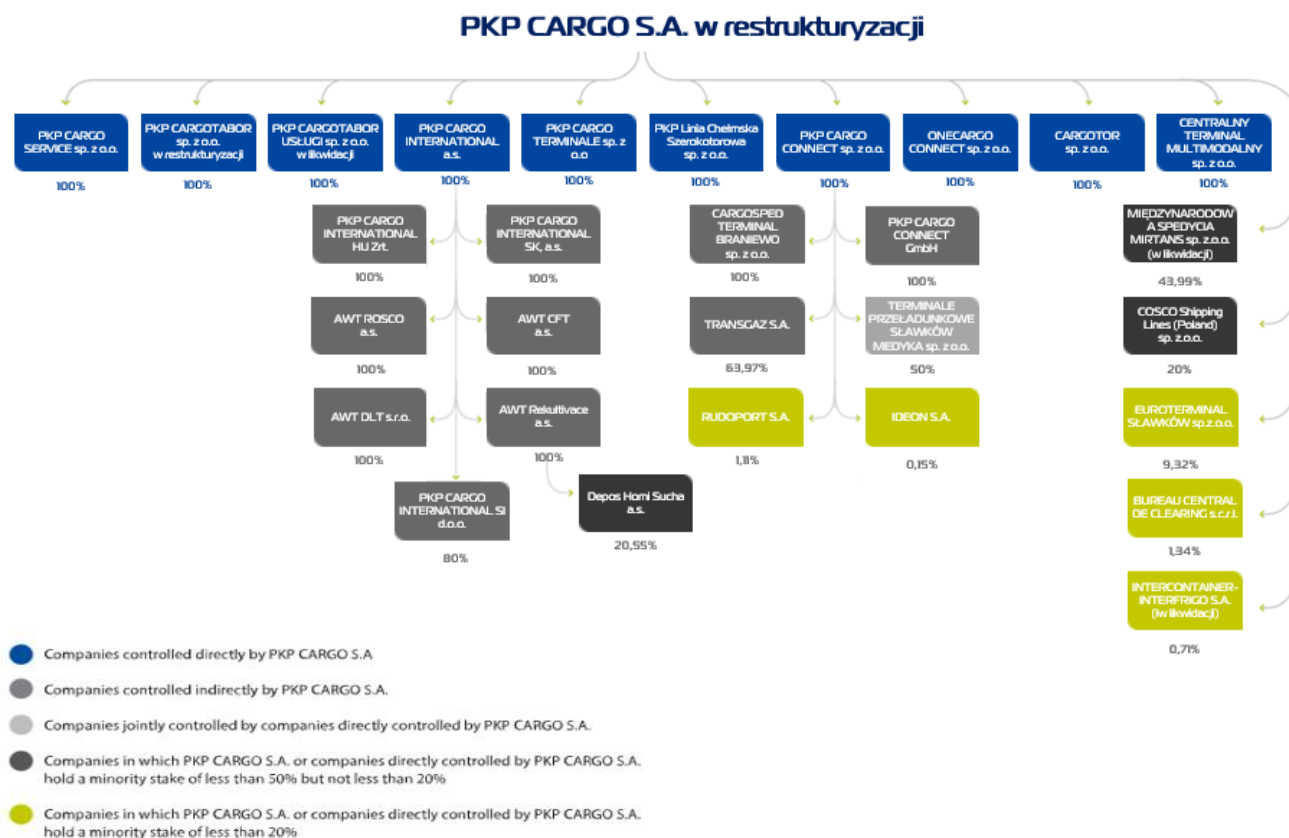 PKP CARGO S.A. w restrukturyzacji
PKP CARGO
SERVICE sp. z o.o.
100%
PKP CARGOTABOR
sp. z o.o.
w restrukturyzacji
100%
PKP CARGOTABOR
USŁUGI sp. z o.o.
w likwidacji
100%
PKP CARGO
INTERNATIONAL
a.s.
100%
PKP CARGO
TERMINALE sp. z
o.o
100%
PKP Linia Chełmska
Szerokotorowa
sp. z o.o.
100%
PKP CARGO
CONNECT sp. z o.o.
100%
ONECARGO
CONNECT sp. z o.o.
100%
CARGOTOR
sp. z o.o.
100%
CENTRALNY
TERMINAL
MULTIMODALNY
sp. z o.o.
100%
PKP CARGO
INTERNATIONAL
HU Zrt.
100%
PKP CARGO
INTERNATIONAL
SK, a.s.
100%
CARGOSPED
TERMINAL
BRANIEWO
sp. z o.o.
100%
PKP CARGO
CONNECT
GmbH
100%
MIĘDZYNARODOW
A SPEDYCJA
MIRTANS sp. z.o.o.
(w likwidacji)
43,99%
AWT ROSCO
a.s.
100%
AWT CFT
a.s.
100%
TRANSGAZ S.A.
63,97%
TERMINALE
PRZEŁADUNKOWE
SŁAWKÓW
MEDYKA sp. z o.o.
50%
COSCO Shipping
Lines (Poland)
sp. z.o.o.
20%
AWT DLT s.r.o.
100%
AWT Rekultivace
a.s.
100%
RUDOPORT S.A.
1,11%
IDEON S.A.
0,15%
EUROTERMINAL
SŁAWKÓW sp.z.o.o.
9,32%
PKP CARGO
INTERNATIONAL SI
d.o.o.
80%
Depos Horni Sucha
a.s.
20,55%
BUREAU CENTRAL
DE CLEARING s.c.r.l.
1,34%
INTERCONTAINER-
INTERFRIGO S.A.
(iw likwidacji)
0,71%
Companies controlled directly by PKP CARGO S.A
Companies controlled indirectly by PKP CARGO S.A.
Companies jointly controlled by companies directly controlled by PKP CARGO S.A.
Companies in which PKP CARGO S.A. or companies directly controlled by PKP CARGO S.A.
hold a minority stake of less than 50% but not less than 20%
Companies in which PKP CARGO S.A. or companies directly controlled by PKP CARGO S.A.
hold a minority stake of less than 20%